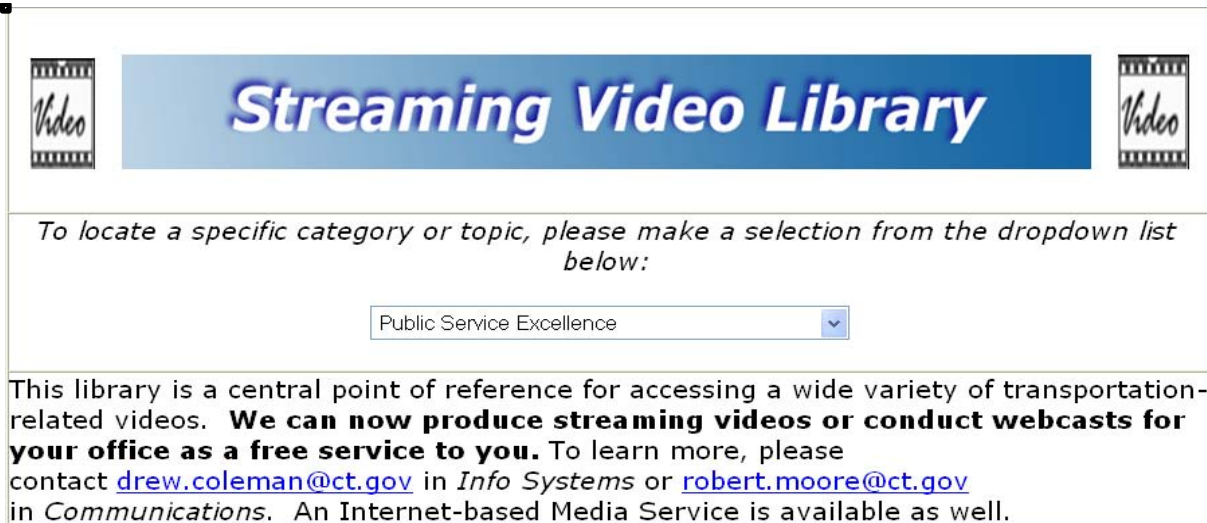 Video
Streaming Video Library
Video
To locate a specific category or topic, please make a selection from the dropdown list
below:
Public Service Excellence
This library is a central point of reference for accessing a wide variety of transportation-
related videos.  We can now produce streaming videos or conduct webcasts for
your office as a free service to you. To learn more, please
contact drew.coleman@ct.gov in Info Systems or robert.moore@ct.gov
in Communications.  An Internet-based Media Service is available as well.